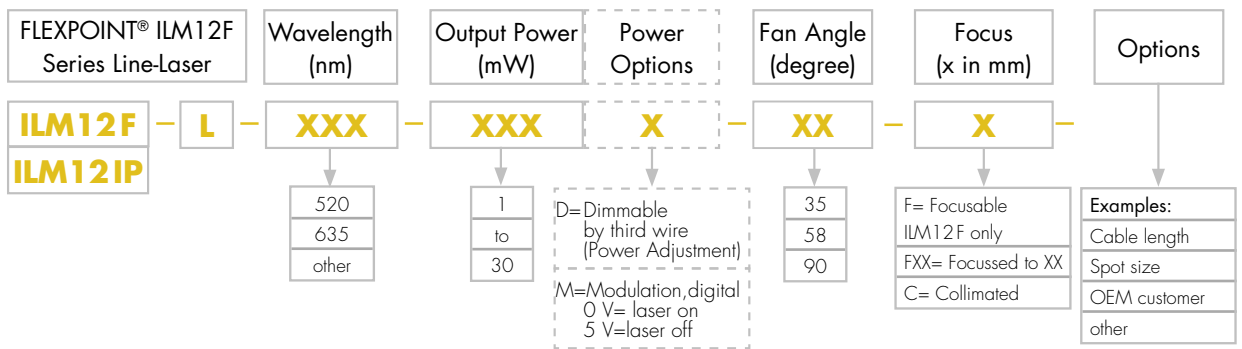 FLEXPOINT® ILM12F
Series Line-Laser
Wavelength
(nm)
Output Power
(mW)
Power
Options
Fan Angle
(degree)
Focus
(x in mm)
Options
ILM12F – L – XXX – XXX X – XX – X –
ILM12IP
520
635
other
1
to
30
D=Dimmable
by third wire
(Power Adjustment)
M=Modulation,digital
0 V= laser on
5 V=laser off
35
58
90
F= Focusable
ILM12F only
FXX= Focussed to XX
C= Collimated
Examples:
Cable length
Spot size
OEM customer
other